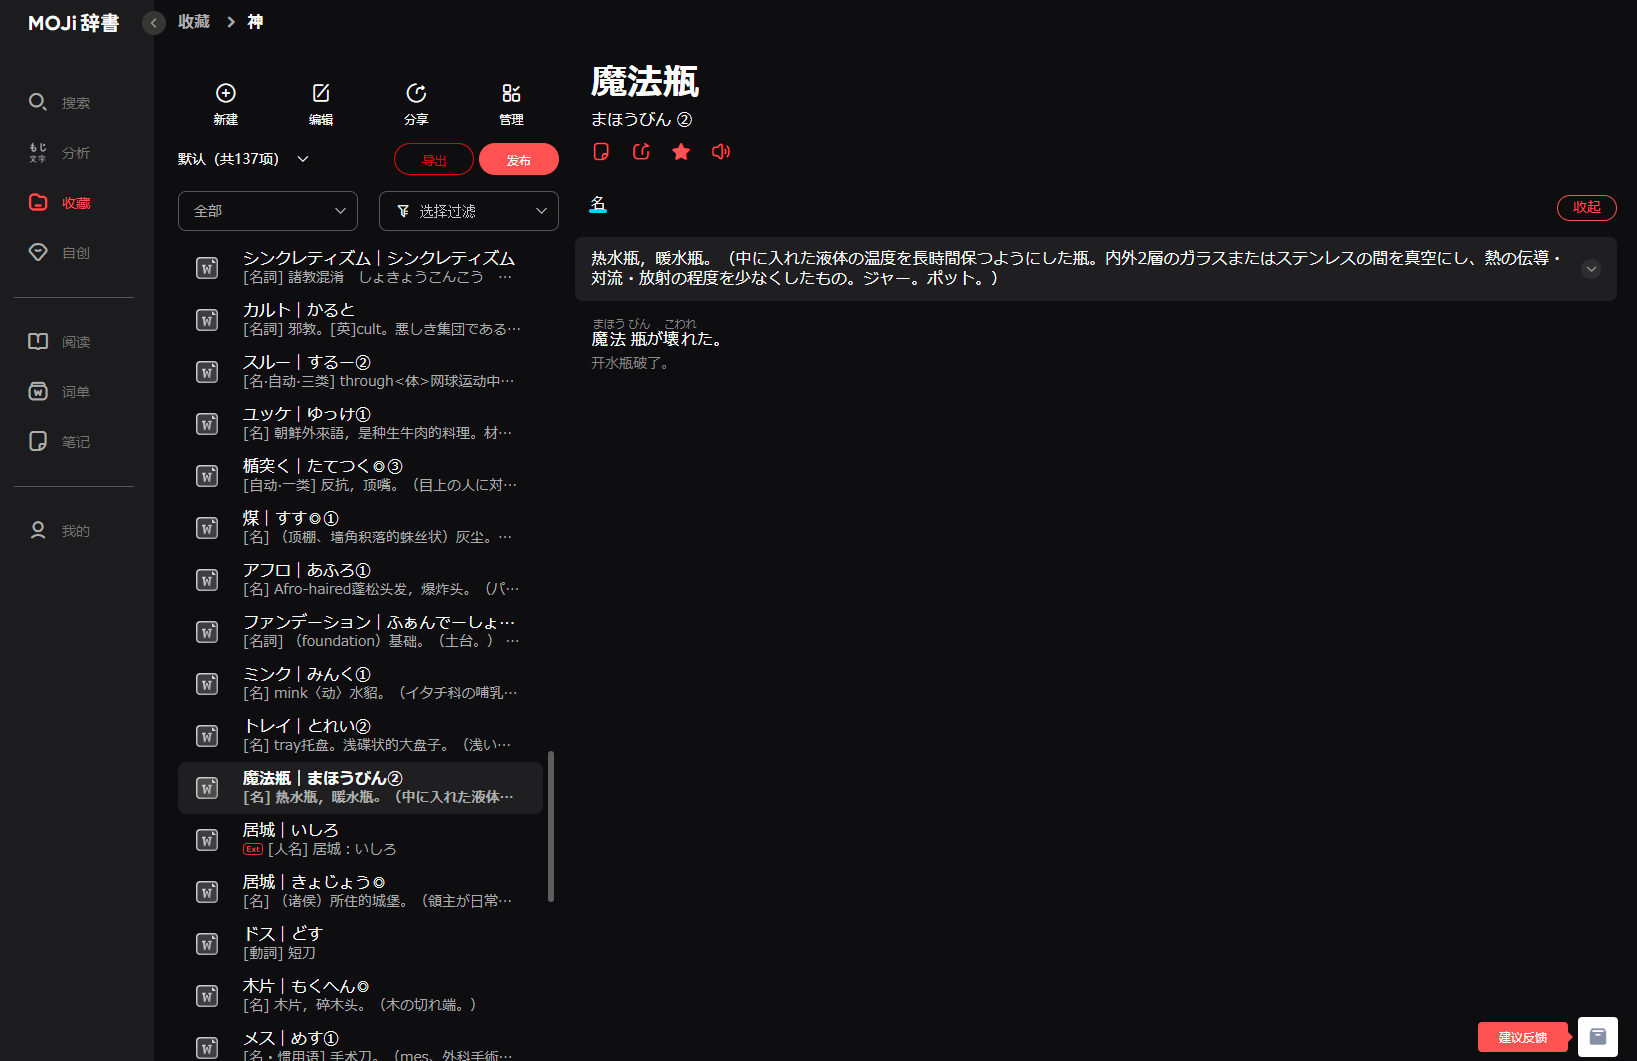 MOJi辞書
收藏 > 神
搜索
もじ
文字
分析
收藏
自创
阅读
词单
笔记
我的
新建
编辑
分享
管理
默认（共137项）
导出
发布
全部
选择过滤
シンクレティズム｜シンクレティズム
[名詞] 諸教混淆　しょきょうこんこう　…
カルト｜かると
[名詞] 邪教。[英]cult。悪しき集団である…
スルー｜するー②
[名·自动·三类] through<体>网球运动中…
ユッケ｜ゆっけ①
[名] 朝鲜外來語，是种生牛肉的料理。材…
楯突く｜たてつく◎③
[自动·一类] 反抗，顶嘴。（目上の人に対…
煤｜すす◎①
[名] （顶棚、墙角积落的蛛丝状）灰尘。…
アフロ｜あふろ①
[名] Afro-haired蓬松头发，爆炸头。（パ…
ファンデーション｜ふぁんでーしょ…
[名詞] （foundation）基础。（土台。） …
ミンク｜みんく①
[名] mink〈动〉水貂。（イタチ科の哺乳…
トレイ｜とれい②
[名] tray托盘。浅碟状的大盘子。（浅い…
魔法瓶｜まほうびん②
[名] 热水瓶，暖水瓶。（中に入れた液体…
居城｜いしろ
Ext [人名] 居城：いしろ
居城｜きょじょう◎
[名] （诸侯）所住的城堡。（領主が日常…
ドス｜どす
[動詞] 短刀
木片｜もくへん◎
[名] 木片，碎木头。（木の切れ端。）
メス｜めす①
[名・惯用语] 手术刀。（mes、外科手術…
魔法瓶
まほうびん ②
名
收起
热水瓶，暖水瓶。（中に入れた液体の温度を長時間保つようにした瓶。内外2層のガラスまたはステンレスの間を真空にし、熱の伝導・
対流・放射の程度を少なくしたもの。ジャー。ポット。）
まほう びん こわれ
魔法 瓶が壊れた。
开水瓶破了。
建议反馈